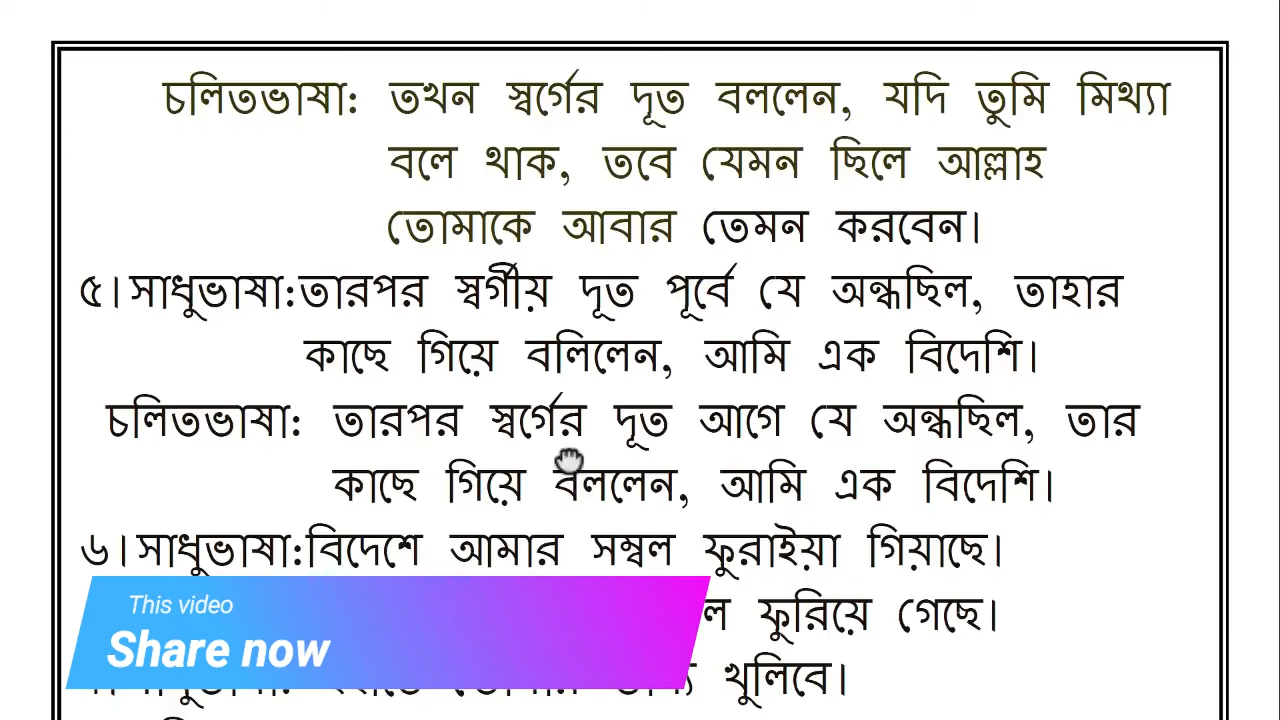 চলিতভাষা: তখন স্বর্গের দূত বললেন, যদি তুমি মিথ্যা
বলে থাক, তবে যেমন ছিলে আল্লাহ
তোমাকে আবার তেমন করবেন।
৫। সাধুভাষা:তারপর স্বর্গীয় দূত পূর্বে যে অন্ধছিল, তাহার
কাছে গিয়ে বলিলেন, আমি এক বিদেশি।
চলিতভাষা: তারপর স্বর্গের দূত আগে যে অন্ধছিল, তার
কাছে গিয়ে বললেন, আমি এক বিদেশি।
৬। সাধুভাষা:বিদেশে আমার সম্বল ফুরাইয়া গিয়াছে।
ফুরিয়ে গেছে।
খুলিবে।
This video
Share now